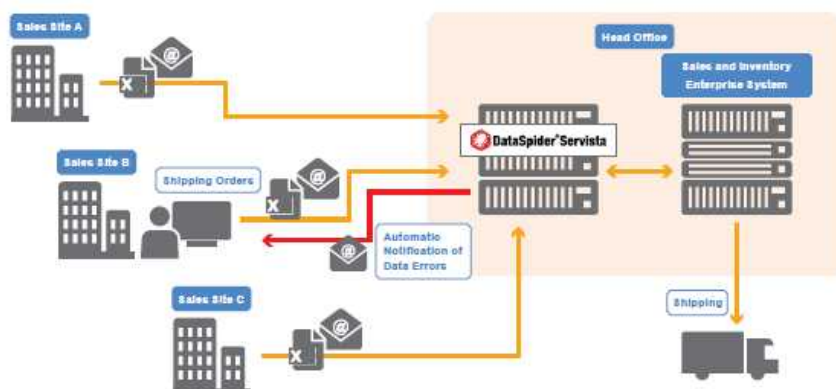 Sales Site A
@
X
Head Office
Sales and Inventory
Enterprise System
DataSpider® Servista
Sales Site B
Shipping Orders
@
X
Automatic
Notification of
Data Errors
@
Sales Site C
@
X
Shipping